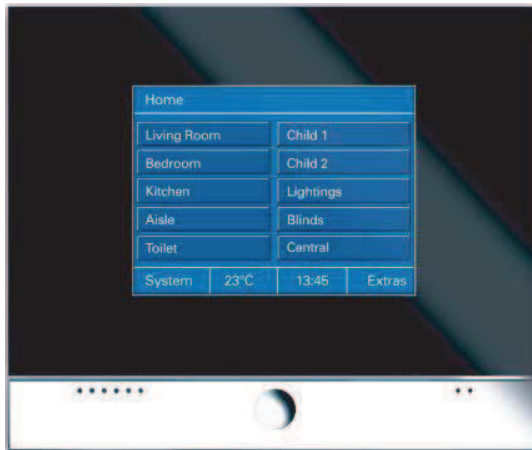 Home
Living Room
Child 1
Bedroom
Child 2
Kitchen
Lightings
Aisle
Blinds
Toilet
Central
System 23°C 13:45 Extras